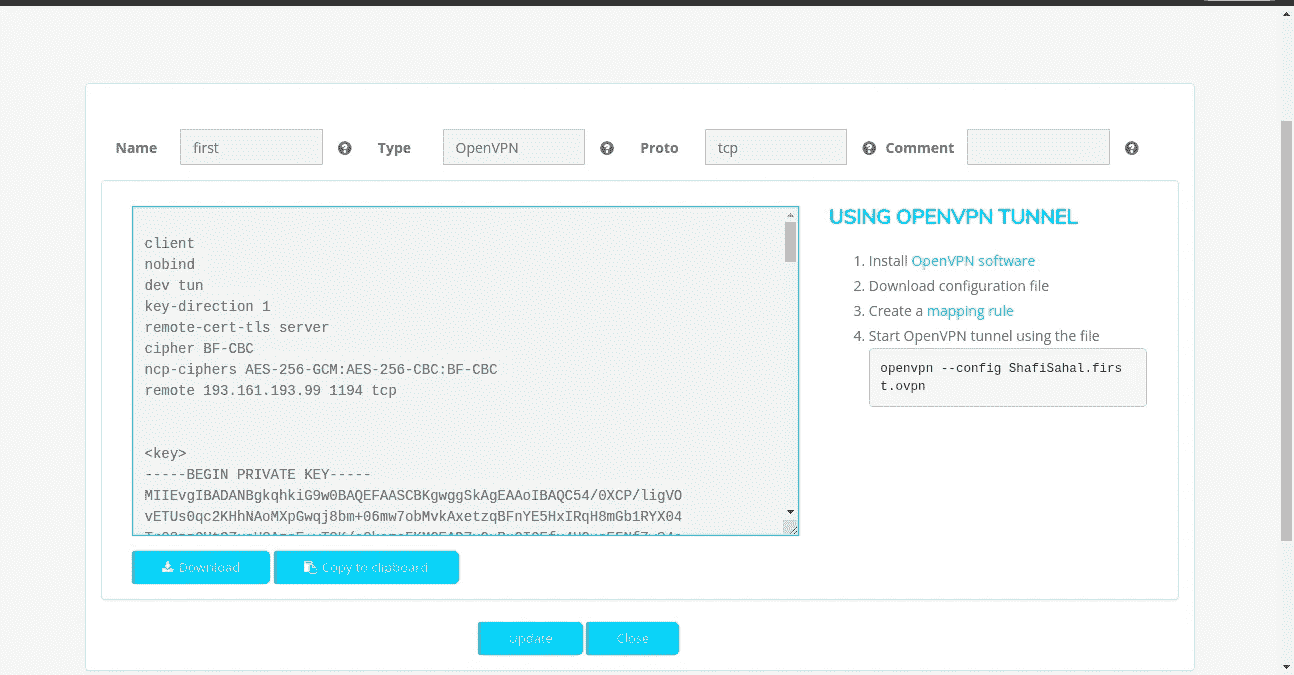 Name first Type OpenVPN Proto tcp Comment
client
nobind
dev tun
key-direction 1
remote-cert-tls server
cipher BF-CBC
ncp-ciphers AES-256-GCM:AES-256-CBC:BF-CBC
remote 193.161.193.99 1194 tcp
<key>
-----BEGIN PRIVATE KEY-----
MIIEvgIBADANBgkqhkiG9w0BAQEFAASCBKgwggSkAgEAAoIBAQC54/0XCP/ligVO
vETUs0qc2KHhNAoMXpGwqj8bm+06mw7obMvkAxetzqBFnYE5HxIRqH8mGb1RYX04
Download
Copy to clipboard
USING OPENVPN TUNNEL
1. Install OpenVPN software
2. Download configuration file
3. Create a mapping rule
4. Start OpenVPN tunnel using the file
openvpn --config ShafiSahal.firs
t.ovpn
Update
Close